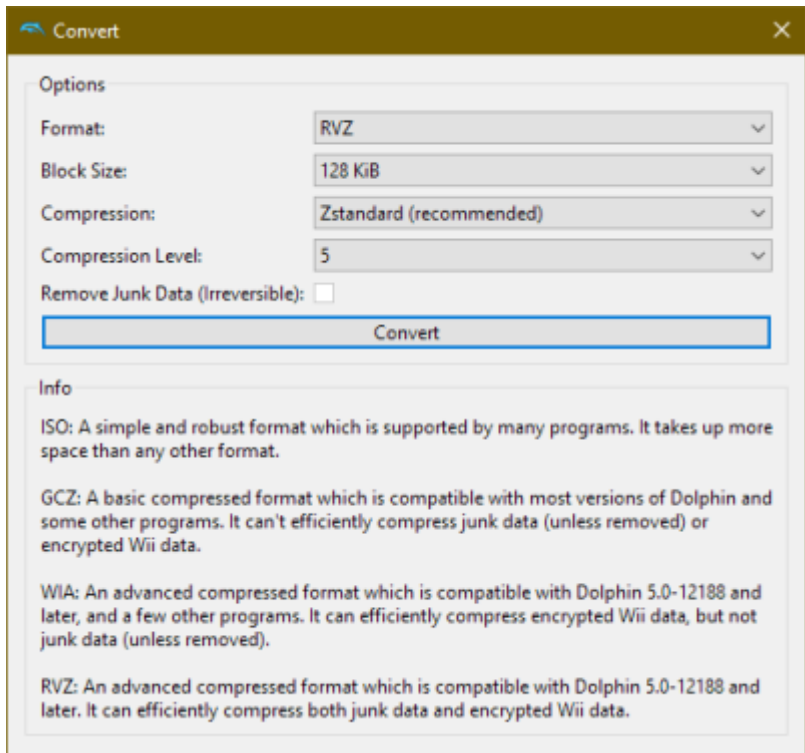 Convert
Options
Format:
RVZ
Block Size:
128 KiB
Compression:
Zstandard (recommended)
Compression Level:
5
Remove Junk Data (Irreversible):
Convert
Info
ISO: A simple and robust format which is supported by many programs. It takes up more
space than any other format.
GCZ: A basic compressed format which is compatible with most versions of Dolphin and
some other programs. It can't efficiently compress junk data (unless removed) or
encrypted Wii data.
WIA: An advanced compressed format which is compatible with Dolphin 5.0-12188 and
later, and a few other programs. It can efficiently compress encrypted Wii data, but not
junk data (unless removed).
RVZ: An advanced compressed format which is compatible with Dolphin 5.0-12188 and
later. It can efficiently compress both junk data and encrypted Wii data.